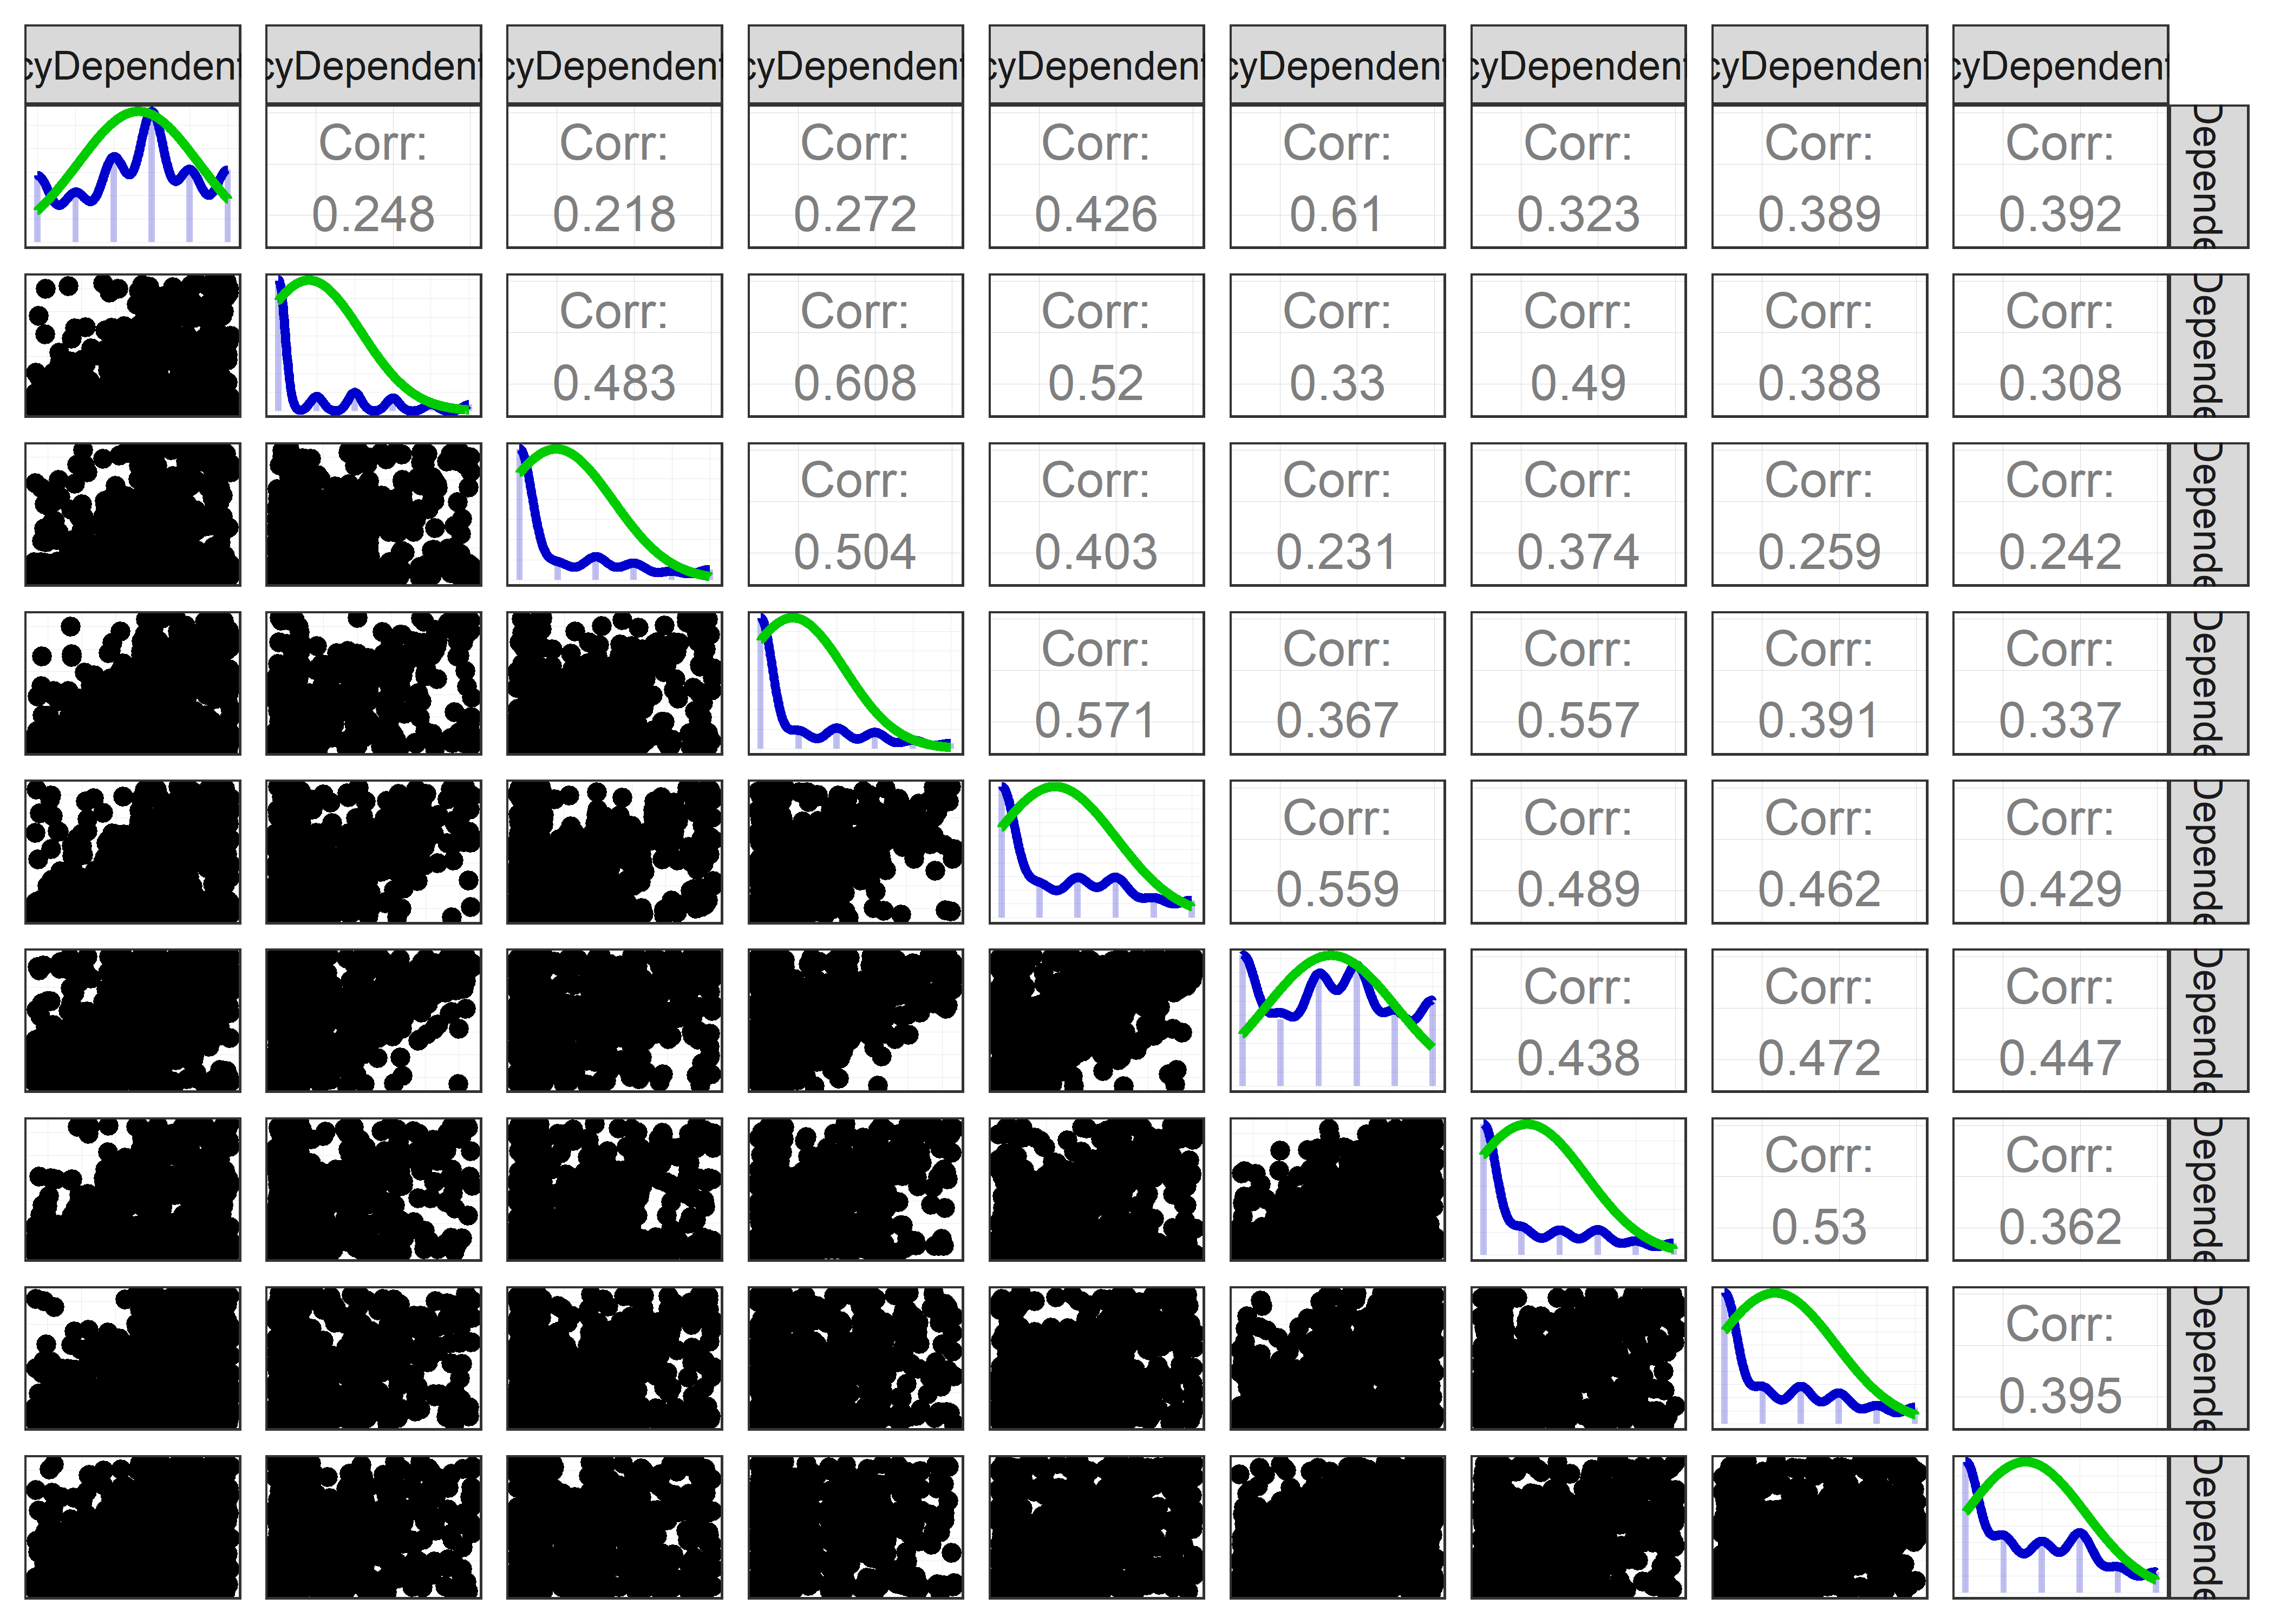 cyDependent cyDependent cyDependent cyDependent cyDependent cyDependent cyDependent cyDependent cyDependent
Corr: Corr: Corr: Corr: Corr: Corr: Corr: Corr: Depende
0.248 0.218 0.272 0.426 0.61 0.323 0.389 0.392
Corr: Corr: Corr: Corr: Corr: Corr: Corr: Depende
0.483 0.608 0.52 0.33 0.49 0.388 0.308
Corr: Corr: Corr: Corr: Corr: Corr: Depende
0.504 0.403 0.231 0.374 0.259 0.242
Corr: Corr: Corr: Corr: Corr: Depende
0.571 0.367 0.557 0.391 0.337
Corr: Corr: Corr: Corr: Depende
0.559 0.489 0.462 0.429
Corr: Corr: Corr: Depende
0.438 0.472 0.447
Corr: Corr: Depende
0.53 0.362
Corr: Depende
0.395
Depende